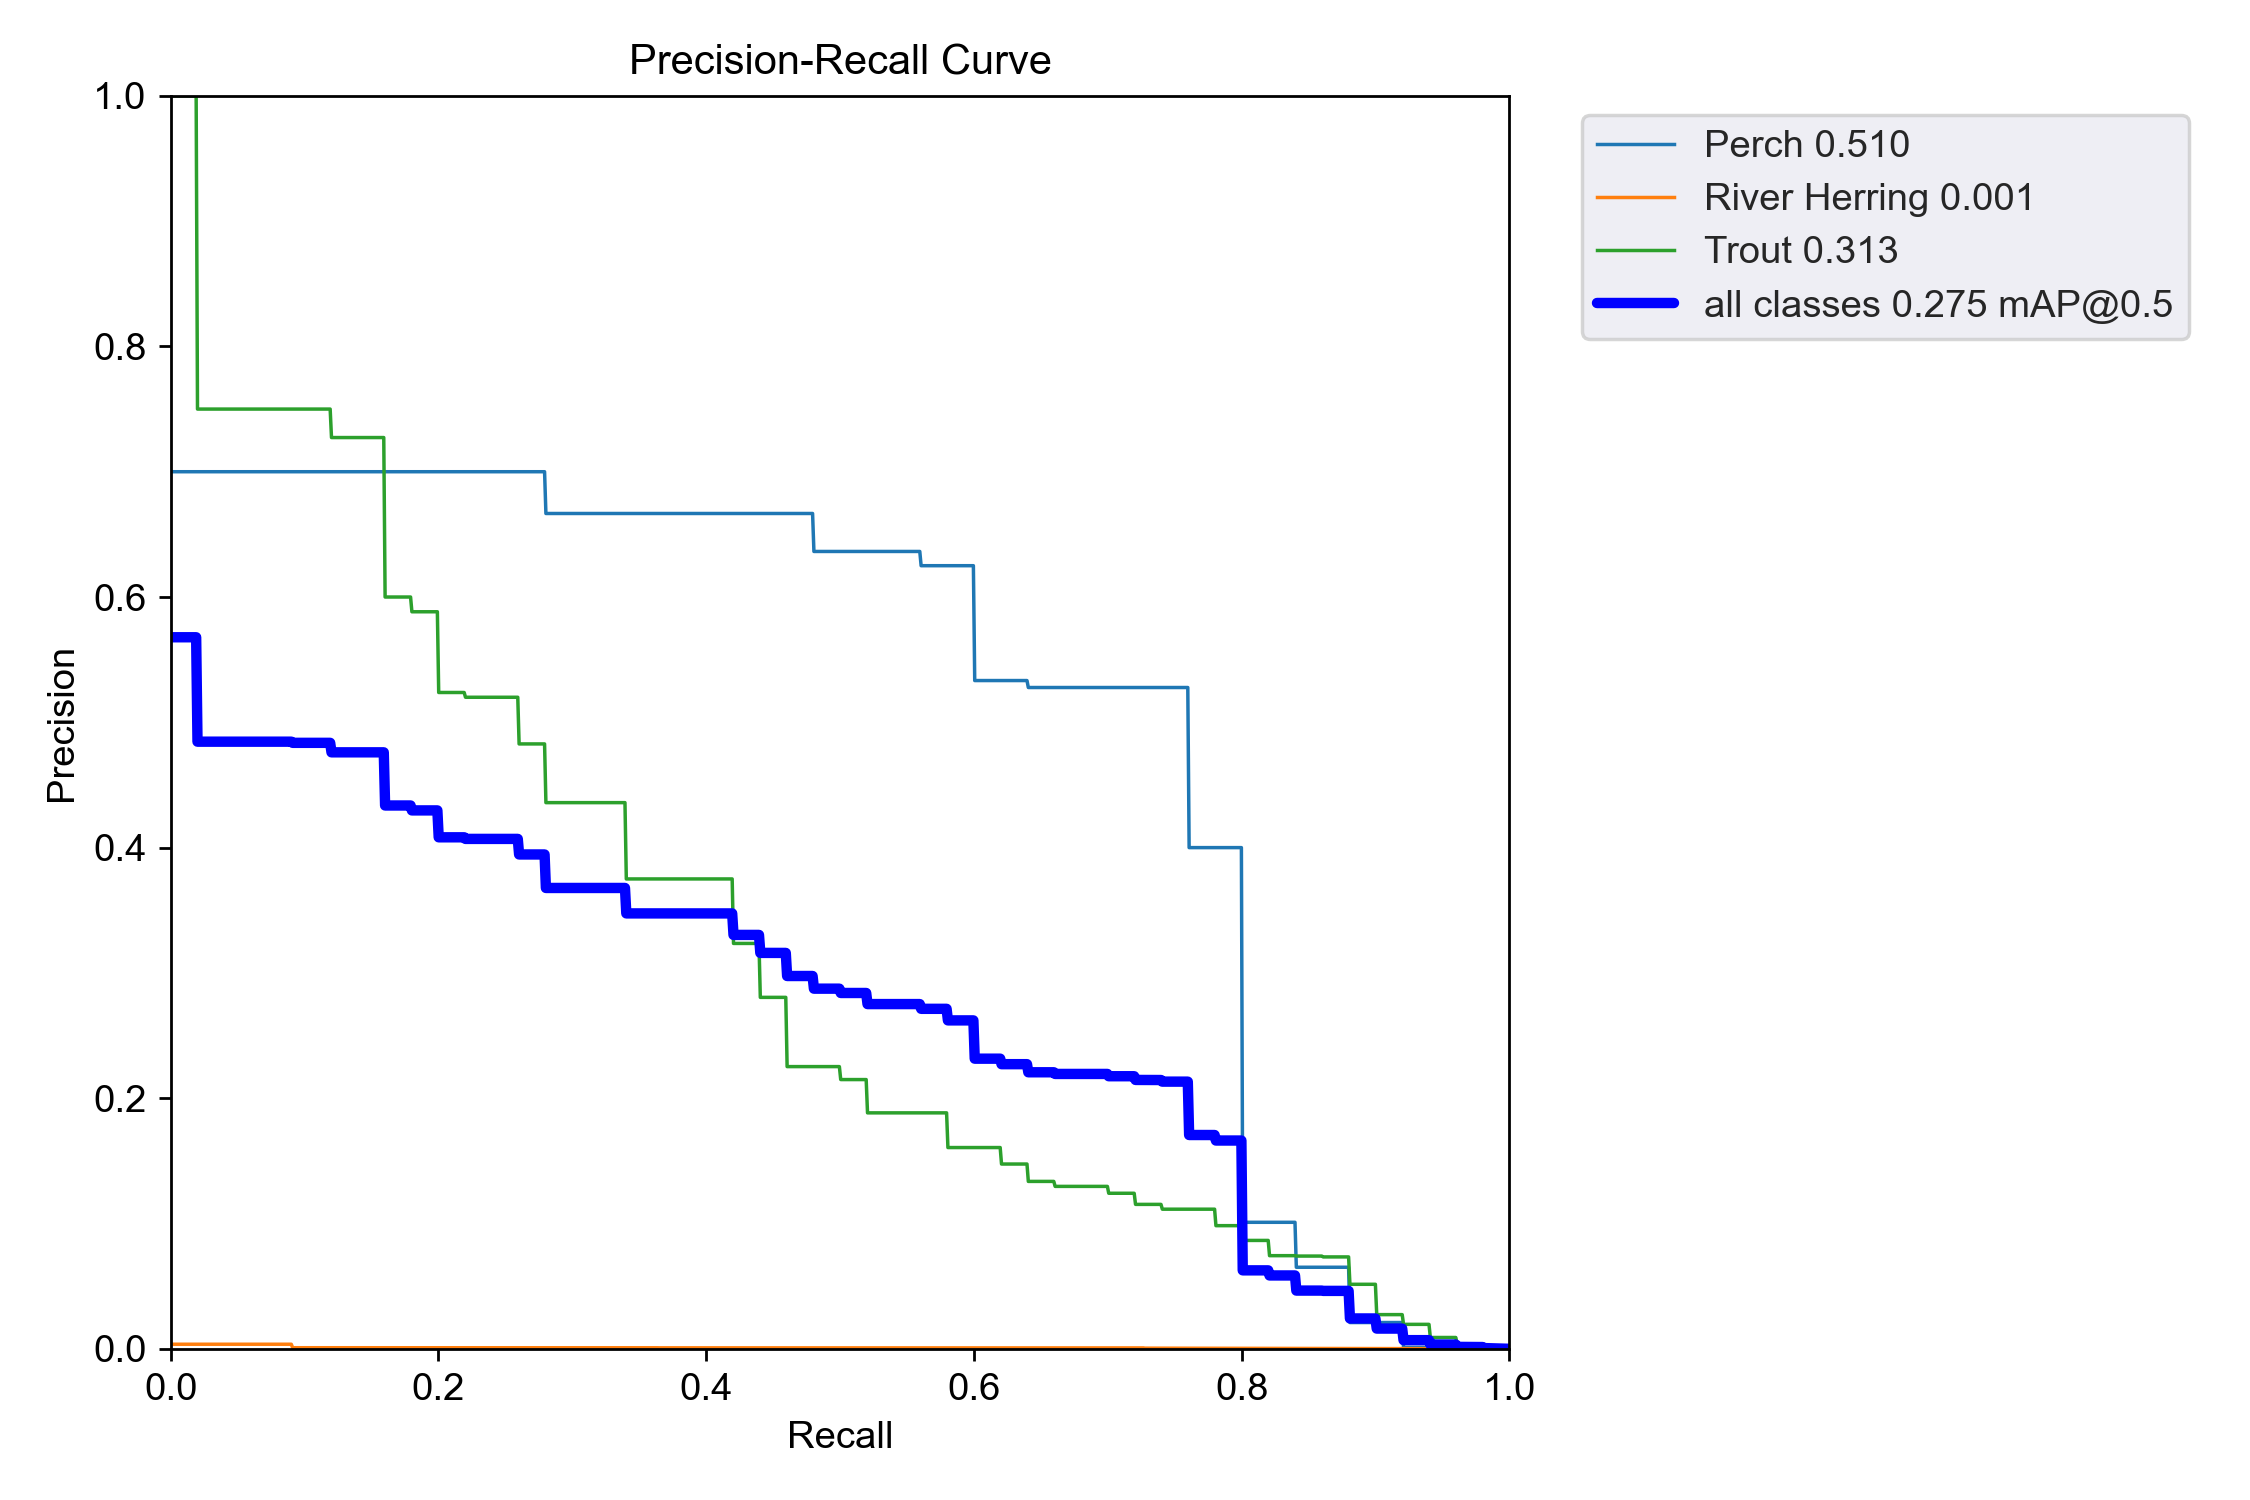 Precision-Recall Curve
1.0
0.8
0.6
0.4
0.2
0.0
Precision
0.0 0.2 0.4 0.6 0.8 1.0
Recall
Perch 0.510
River Herring 0.001
Trout 0.313
all classes 0.275 mAP@0.5